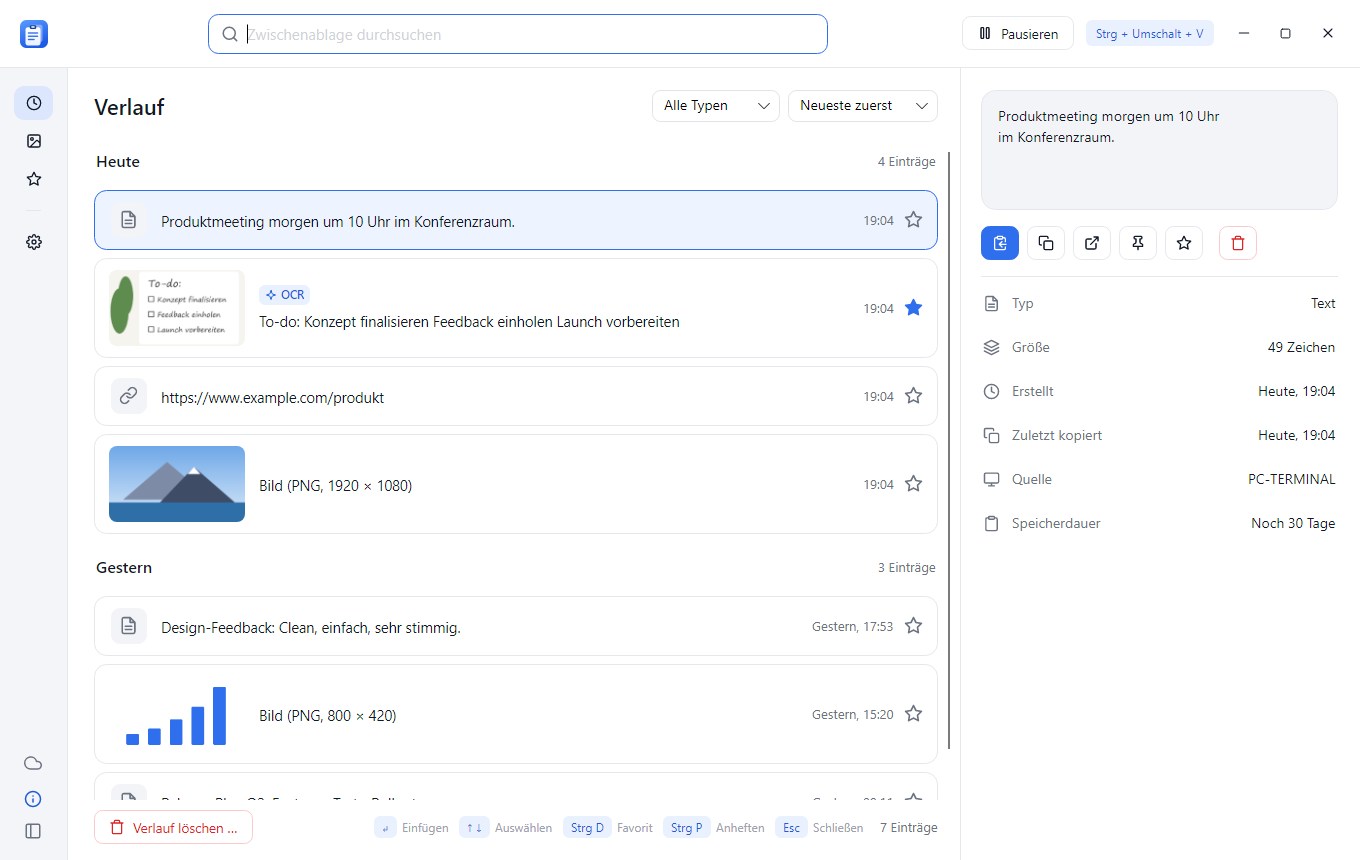 Zwischenablage durchsuchen
Pausieren
Strg + Umschalt + V
Verlauf
Alle Typen
Neueste zuerst
Heute
4 Einträge
Produktmeeting morgen um 10 Uhr im Konferenzraum.
19:04
To-do:
Konzept finalisieren
Feedback einholen
Launch vorbereiten
OCR
To-do: Konzept finalisieren Feedback einholen Launch vorbereiten
19:04
https://www.example.com/produkt
19:04
Bild (PNG, 1920 × 1080)
19:04
Gestern
3 Einträge
Design-Feedback: Clean, einfach, sehr stimmig.
Gestern, 17:53
Bild (PNG, 800 × 420)
Gestern, 15:20
Verlauf löschen ...
Einfügen
↑↓ Auswählen
Strg D Favorit
Strg P Anheften
Esc Schließen
7 Einträge
Produktmeeting morgen um 10 Uhr
im Konferenzraum.
Typ Text
Größe 49 Zeichen
Erstellt Heute, 19:04
Zuletzt kopiert Heute, 19:04
Quelle PC-TERMINAL
Speicherdauer Noch 30 Tage